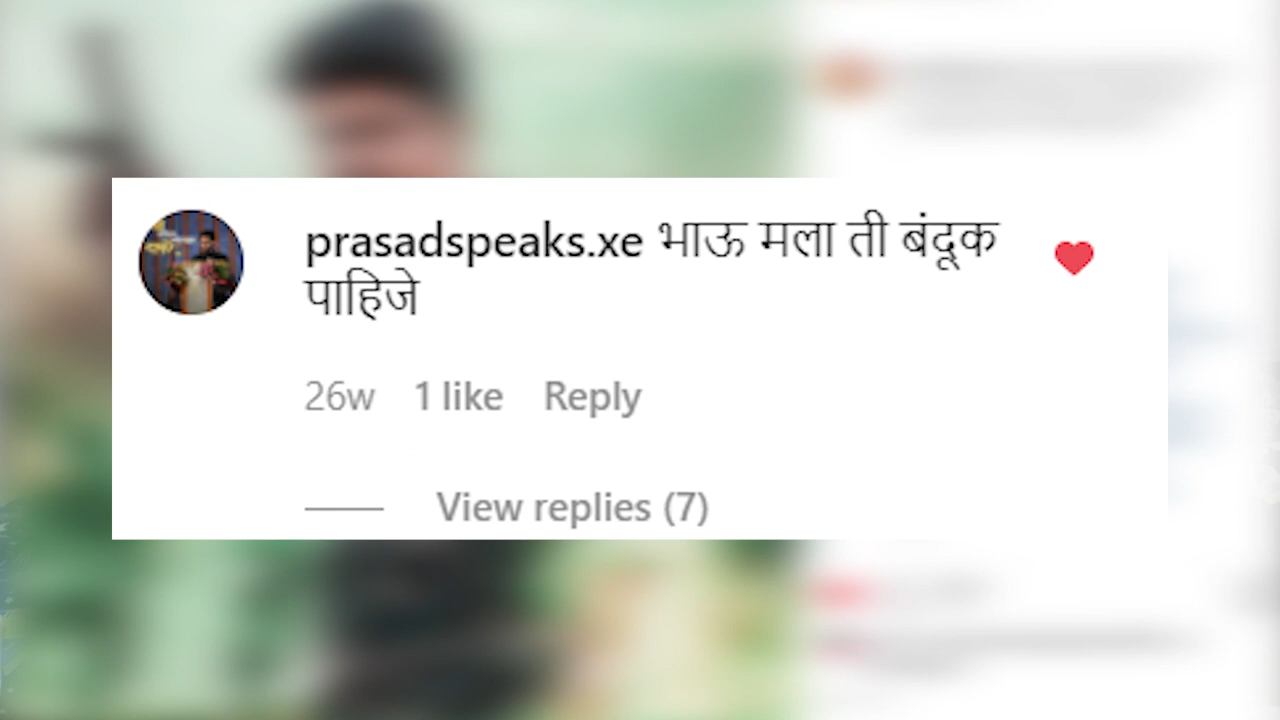 prasadspeaks.xe भाऊ मला ती बंदूक
पाहिजे
26w 1 like Reply
View replies (7)